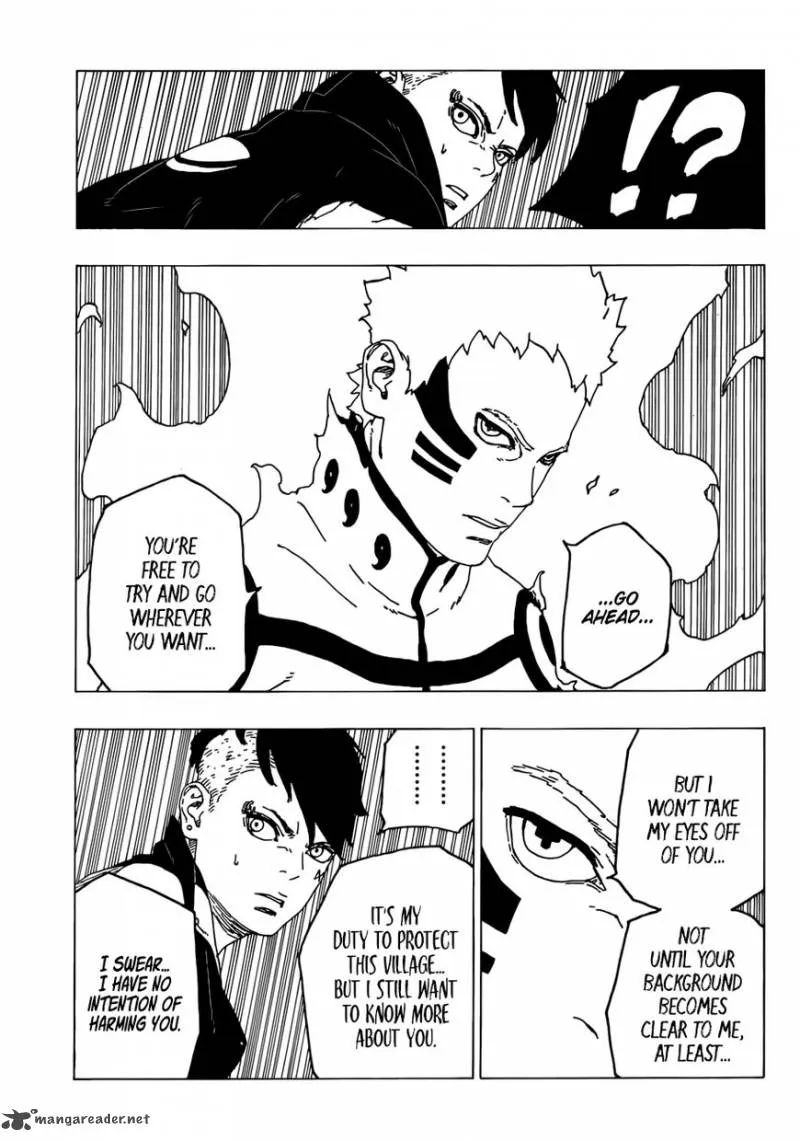 !?
...GO
AHEAD...
YOU'RE
FREE TO
TRY AND GO
WHEREVER
YOU WANT...
BUT I
WON'T TAKE
MY EYES OFF
OF YOU...
NOT
UNTIL YOUR
BACKGROUND
BECOMES
CLEAR TO ME,
AT LEAST...
........
IT'S MY
DUTY TO PROTECT
THIS VILLAGE...
BUT I STILL WANT
TO KNOW MORE
ABOUT YOU.
I SWEAR...
I HAVE NO
INTENTION OF
HARMING YOU.
mangareader.net